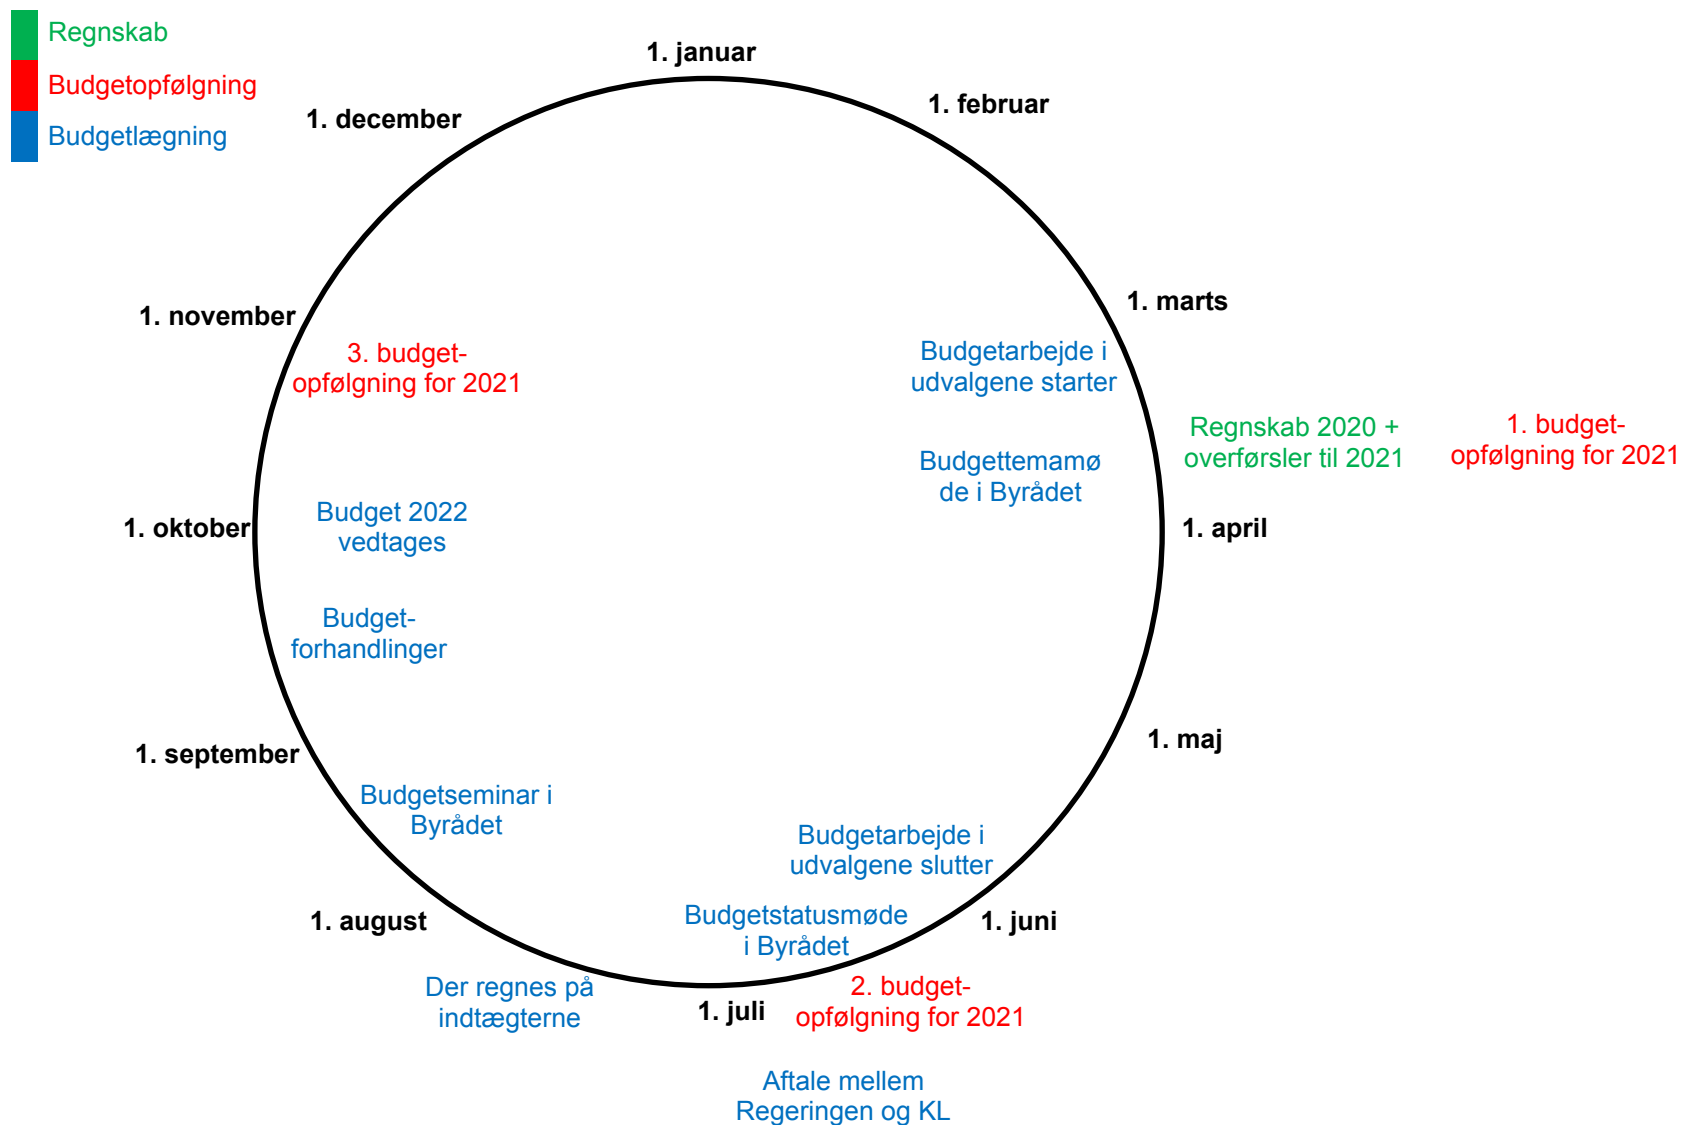 Regnskab
Budgetopfølgning
Budgetlægning
1. januar
1. februar
1. december
1. marts
1. november
3. budget-
opfølgning for 2021
Budgetarbejde i
udvalgene starter
Regnskab 2020 +
overførsler til 2021
1. budget-
opfølgning for 2021
Budgettemamø
de i Byrådet
Budget 2022
vedtages
1. oktober
1. april
Budget-
forhandlinger
1. september
1. maj
Budgetseminar i
Byrådet
Budgetarbejde i
udvalgene slutter
1. august
Budgetstatusmøde
i Byrådet
1. juni
Der regnes på
indtægterne
1. juli
2. budget-
opfølgning for 2021
Aftale mellem
Regeringen og KL